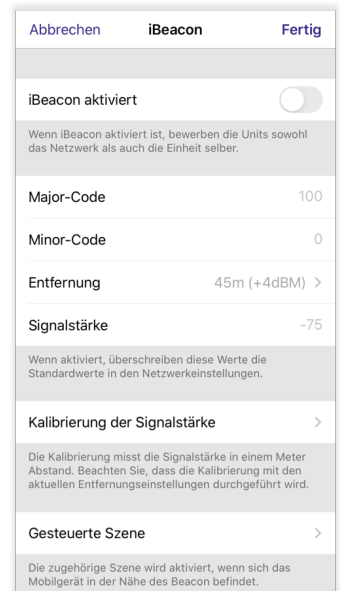 Abbrechen iBeacon Fertig
iBeacon aktiviert
Wenn iBeacon aktiviert ist, bewerben die Units sowohl
das Netzwerk als auch die Einheit selber.
Major-Code 100
Minor-Code 0
Entfernung 45m (+4dBM) >
Signalstärke -75
Wenn aktiviert, überschreiben diese Werte die
Standardwerte in den Netzwerkeinstellungen.
Kalibrierung der Signalstärke >
Die Kalibrierung misst die Signalstärke in einem Meter
Abstand. Beachten Sie, dass die Kalibrierung mit den
aktuellen Entfernungseinstellungen durchgeführt wird.
Gesteuerte Szene >
Die zugehörige Szene wird aktiviert, wenn sich das
Mobilgerät in der Nähe des Beacon befindet.